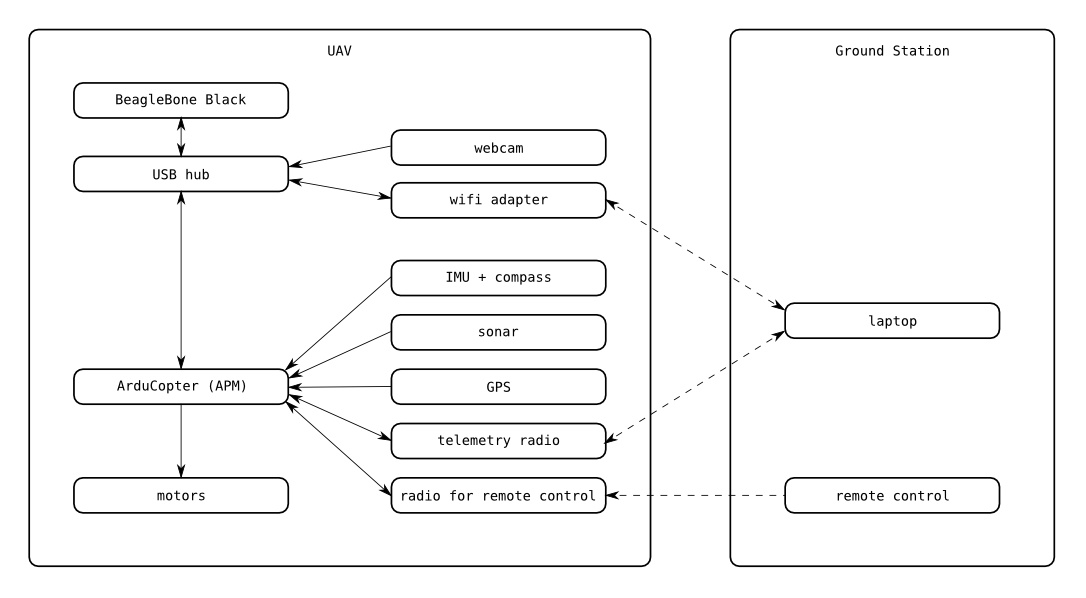 UAV
BeagleBone Black
USB hub
webcam
wifi adapter
IMU + compass
sonar
ArduCopter (APM)
GPS
telemetry radio
motors
radio for remote control
Ground Station
laptop
remote control